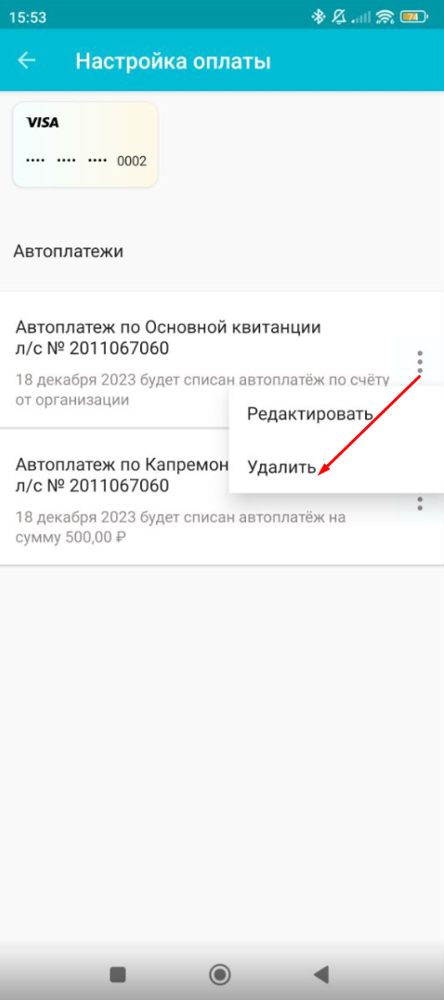 15:53
74
Настройка оплаты
VISA
•••• •••• •••• 0002
Автоплатежи
Автоплатеж по Основной квитанции
л/с № 2011067060
18 декабря 2023 будет списан автоплатёж по счёту
от организации
Редактировать
Удалить
Автоплатеж по Капремон
л/с № 2011067060
18 декабря 2023 будет списан автоплатёж на
сумму 500,00 ₽